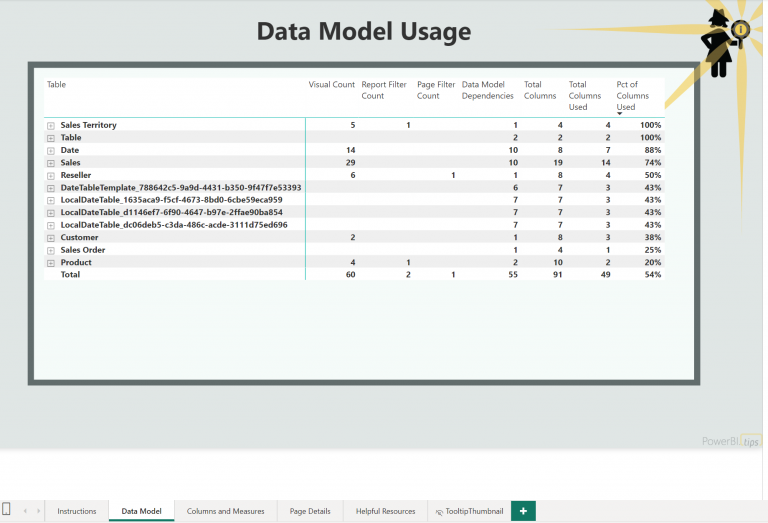 Data Model Usage
Table Visual Count Report Filter Count Page Filter Count Data Model Dependencies Total Columns Total Columns Used Pct of Columns Used
Sales Territory 5 1 1 4 4 100%
Table 2 2 2 100%
Date 14 10 8 7 88%
Sales 29 10 19 14 74%
Reseller 6 1 1 8 4 50%
DateTableTemplate_788642c5-9a9d-4431-b350-9f47f7e53393 6 7 3 43%
LocalDateTable_1635aca9-f5cf-4673-8bd0-6cbe59eca959 7 7 3 43%
LocalDateTable_d1146ef7-6f90-4647-b97e-2ffae90ba854 7 7 3 43%
LocalDateTable_dc06deb5-c3da-486c-acde-3111d75ed696 7 7 3 43%
Customer 2 1 8 3 38%
Sales Order 1 4 1 25%
Product 4 1 2 10 2 20%
Total 60 2 1 55 91 49 54%
PowerBI.tips
Instructions Data Model Columns and Measures Page Details Helpful Resources TooltipThumbnail +